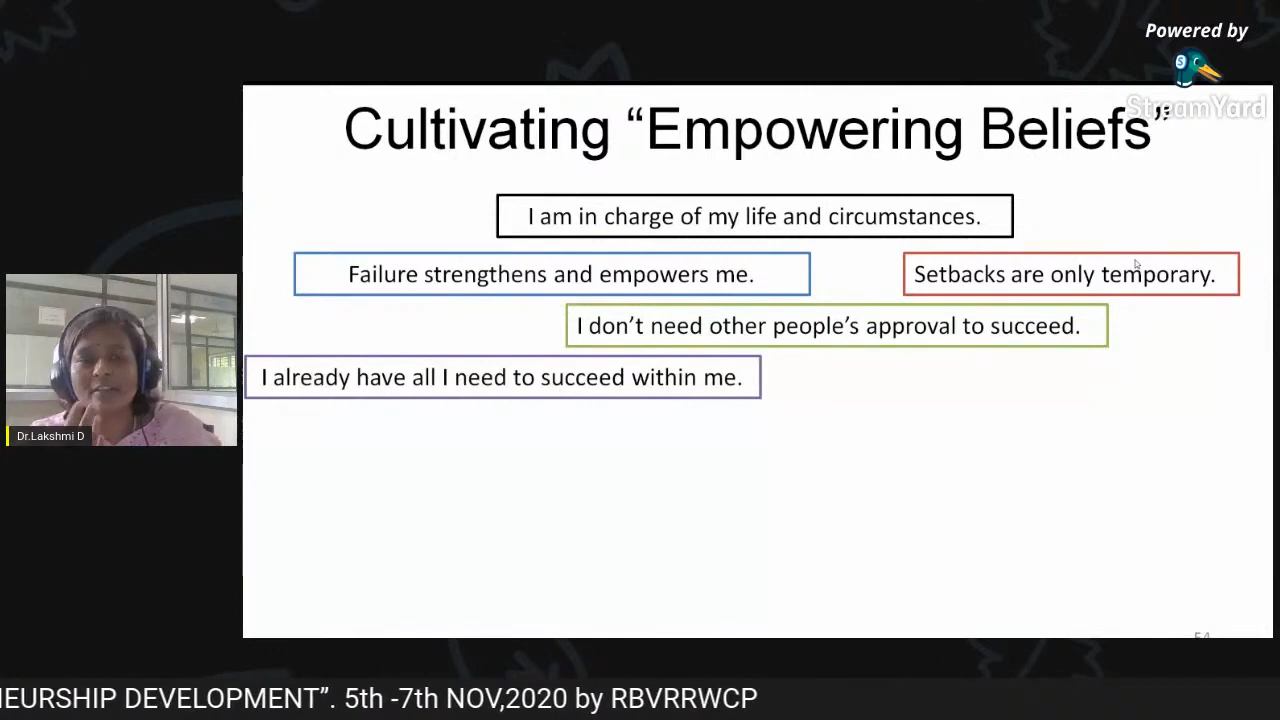 Powered by
StreamYard
Cultivating “Empowering Beliefs”
I am in charge of my life and circumstances.
Failure strengthens and empowers me.
Setbacks are only temporary.
I don’t need other people’s approval to succeed.
I already have all I need to succeed within me.
Dr.Lakshmi D
54
NEURSHIP DEVELOPMENT”. 5th -7th NOV,2020 by RBVRRWCP